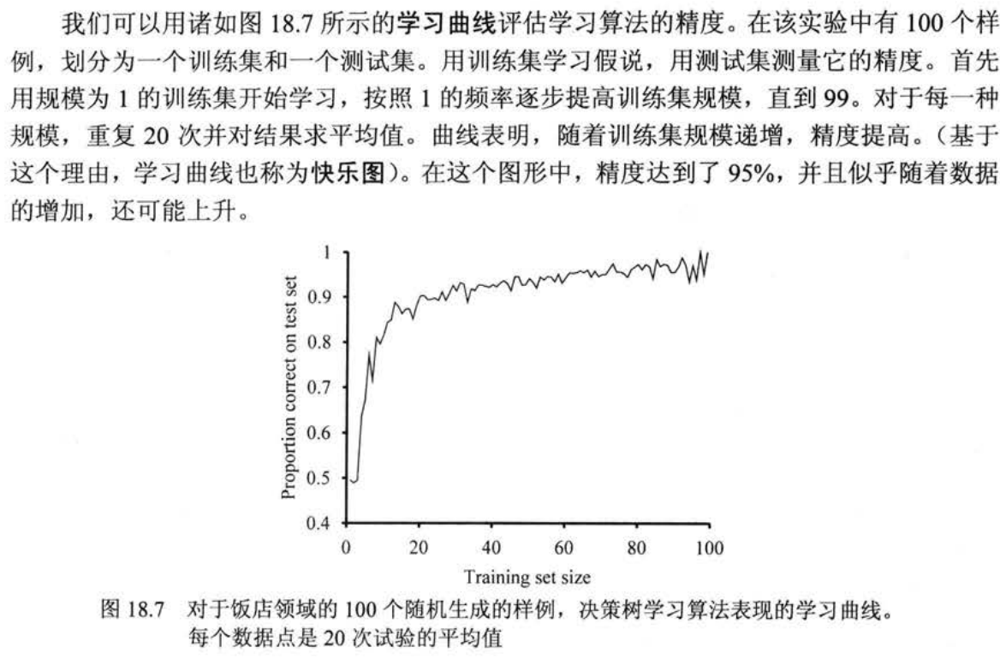 我们可以用诸如图 18.7 所示的学习曲线评估学习算法的精度。在该实验中有 100 个样
例，划分为一个训练集和一个测试集。用训练集学习假说，用测试集测量它的精度。首先
用规模为 1 的训练集开始学习，按照 1 的频率逐步提高训练集规模，直到 99。对于每一种
规模，重复 20 次并对结果求平均值。曲线表明，随着训练集规模递增，精度提高。（基于
这个理由，学习曲线也称为快乐图）。在这个图形中，精度达到了 95%，并且似乎随着数据
的增加，还可能上升。
Proportion correct on test set
1
0.9
0.8
0.7
0.6
0.5
0.4
0 20 40 60 80 100
Training set size
图 18.7 对于饭店领域的 100 个随机生成的样例，决策树学习算法表现的学习曲线。
每个数据点是 20 次试验的平均值